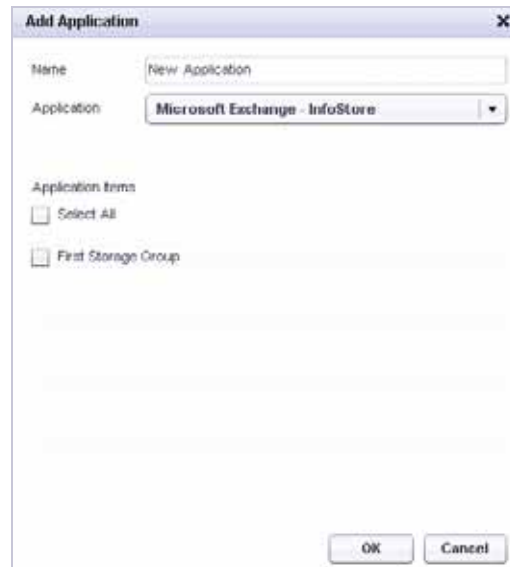 Add Application
Name New Application
Application Microsoft Exchange - InfoStore
Application Items
Select All
First Storage Group
OK Cancel